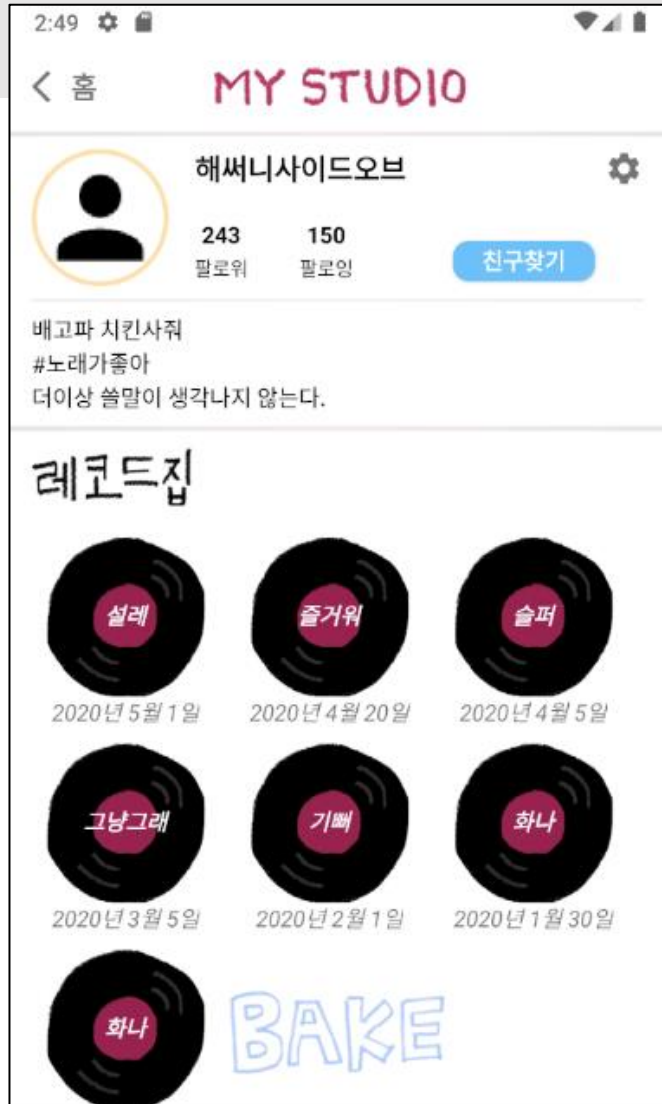 2:49
홈 MY STUDIO
해써니사이드오브
243 150
팔로워 팔로잉
친구찾기
배고파 치킨사줘
#노래가좋아
더이상 쓸말이 생각나지 않는다.
레코드집
설레 즐거워 슬퍼
2020년 5월 1일 2020년 4월 20일 2020년 4월 5일
그냥그래 기뻐 화나
2020년 3월 5일 2020년 2월 1일 2020년 1월 30일
화나 BAKE